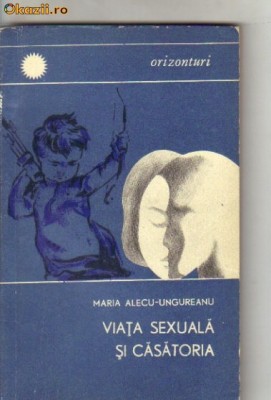 Okazii.ro
orizonturi
MARIA ALECU-UNGUREANU
VIAȚA SEXUALĂ
ȘI CĂSĂTORIA